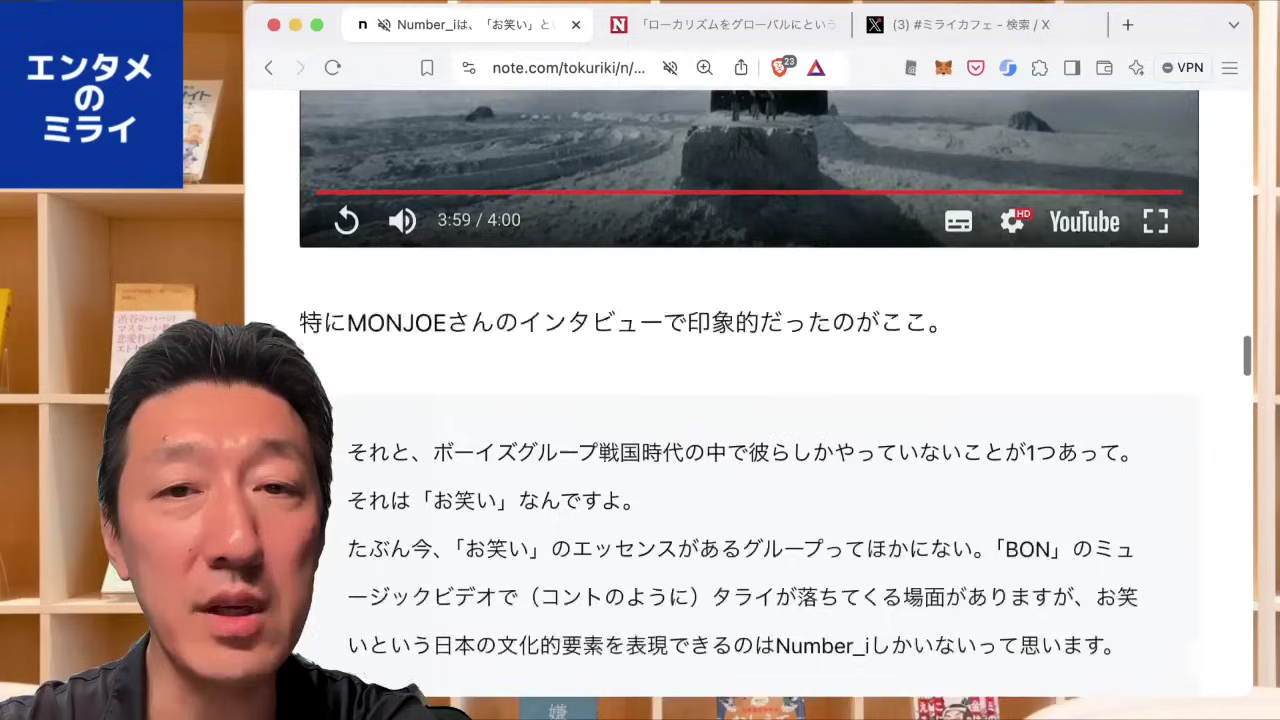 エンタメ
の
ミライ
n Number_iは、「お笑い」とい
N 「ローカリズムをグローバルにという
X (3) #ミライカフェ - 検索 / X
note.com/tokuriki/n/...
23
VPN
3:59 / 4:00
HD
YouTube
特にMONJOEさんのインタビューで印象的だったのがここ。
それと、ボーイズグループ戦国時代の中で彼らしかやっていないことが1つあって。
それは「お笑い」なんですよ。
たぶん今、「お笑い」のエッセンスがあるグループってほかにない。「BON」のミュ
ージックビデオで（コントのように）タライが落ちてくる場面がありますが、お笑
いという日本の文化的要素を表現できるのはNumber_iしかいないって思います。
渋谷のバーの
嫌